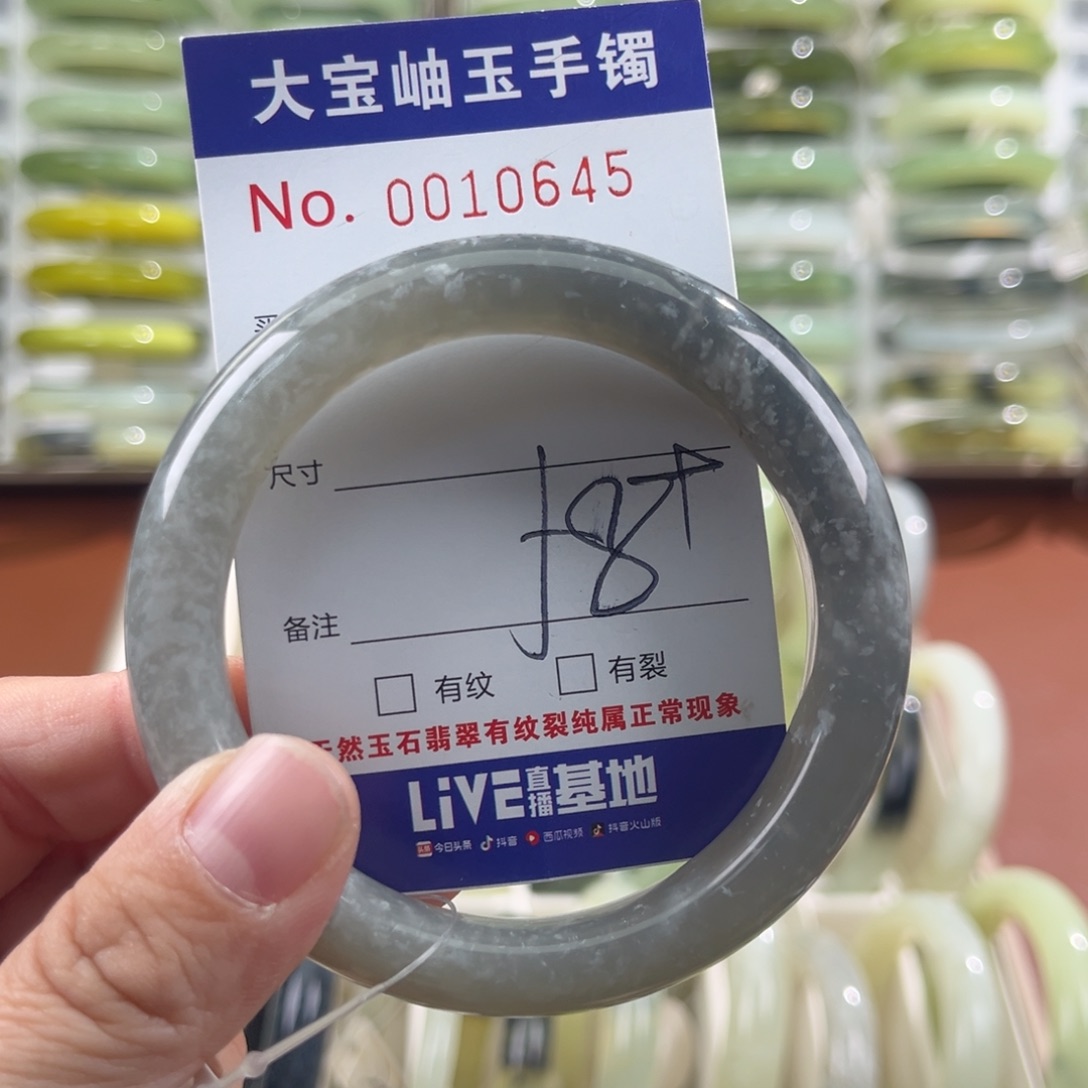 大宝岫玉手镯
No. 0010645
尺寸
备注
□ 有纹 □ 有裂
然玉石翡翠有纹裂纯属正常现象
LiVE直播基地
今日头条 抖音 西瓜视频 抖音火山版